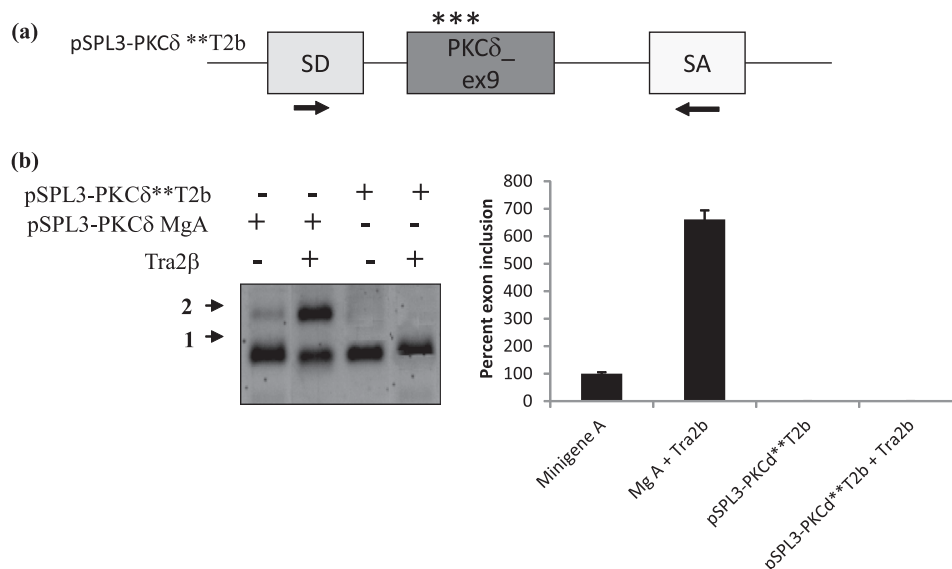 (a)
***
pSPL3-PKCδ **T2b
SD
PKCδ_
ex9
SA
(b)
pSPL3-PKCδ**T2b - - + +
pSPL3-PKCδ MgA + + - -
Tra2β - + - +
2
1
Percent exon inclusion
800
700
600
500
400
300
200
100
0
Minigene A
Mg A + Tra2b
pSPL3-PKCd**T2b
pSPL3-PKCd**T2b + Tra2b